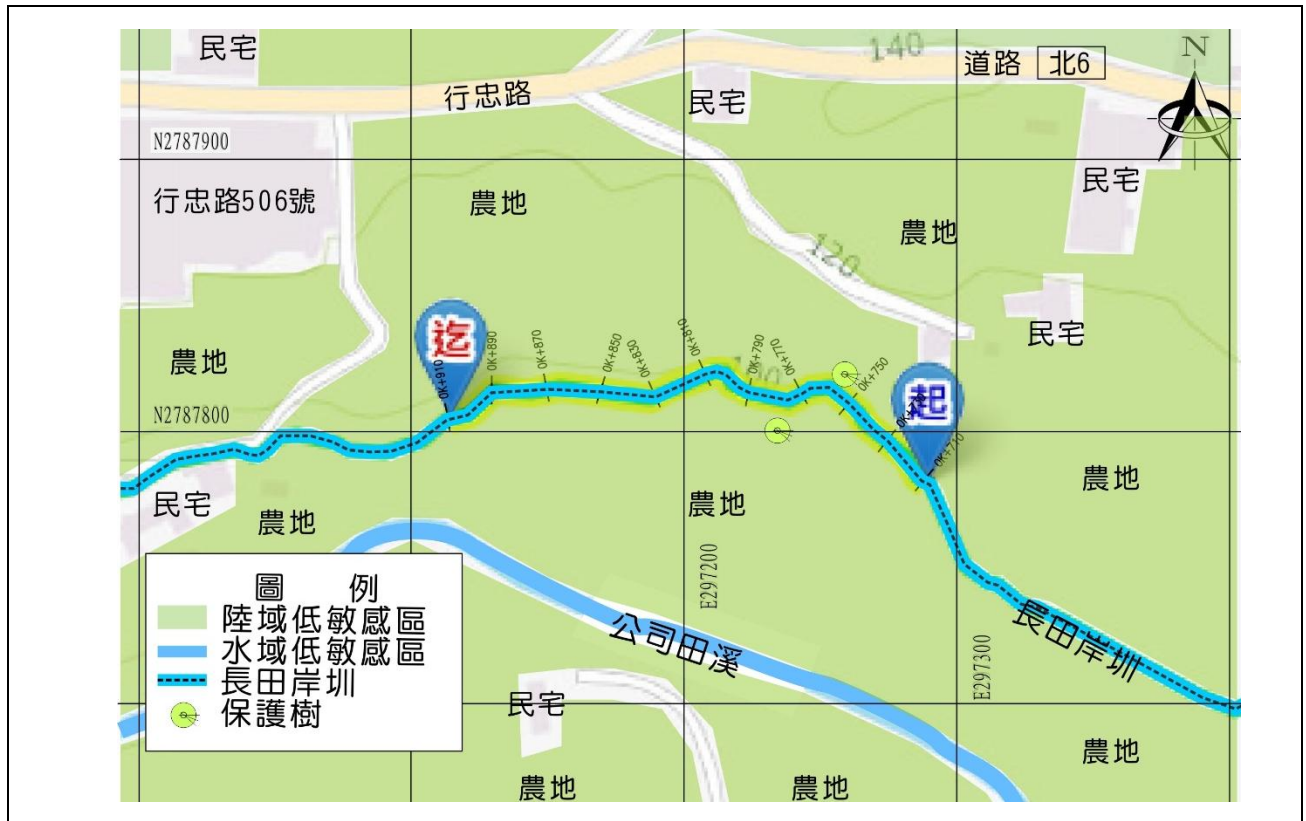 民宅
140
道路 北6
N
行忠路
民宅
N2787900
民宅
行忠路506號
農地
農地
120
民宅
農地
迄
0K+910
0K+890
0K+870
0K+850
0K+830
0K+810
0K+790
0K+770
0K+750
起
0K+710
N2787800
民宅
農地
農地
農地
E297200
E297300
公司田溪
長田岸圳
民宅
農地
農地
農地
圖 例
陸域低敏感區
水域低敏感區
長田岸圳
保護樹